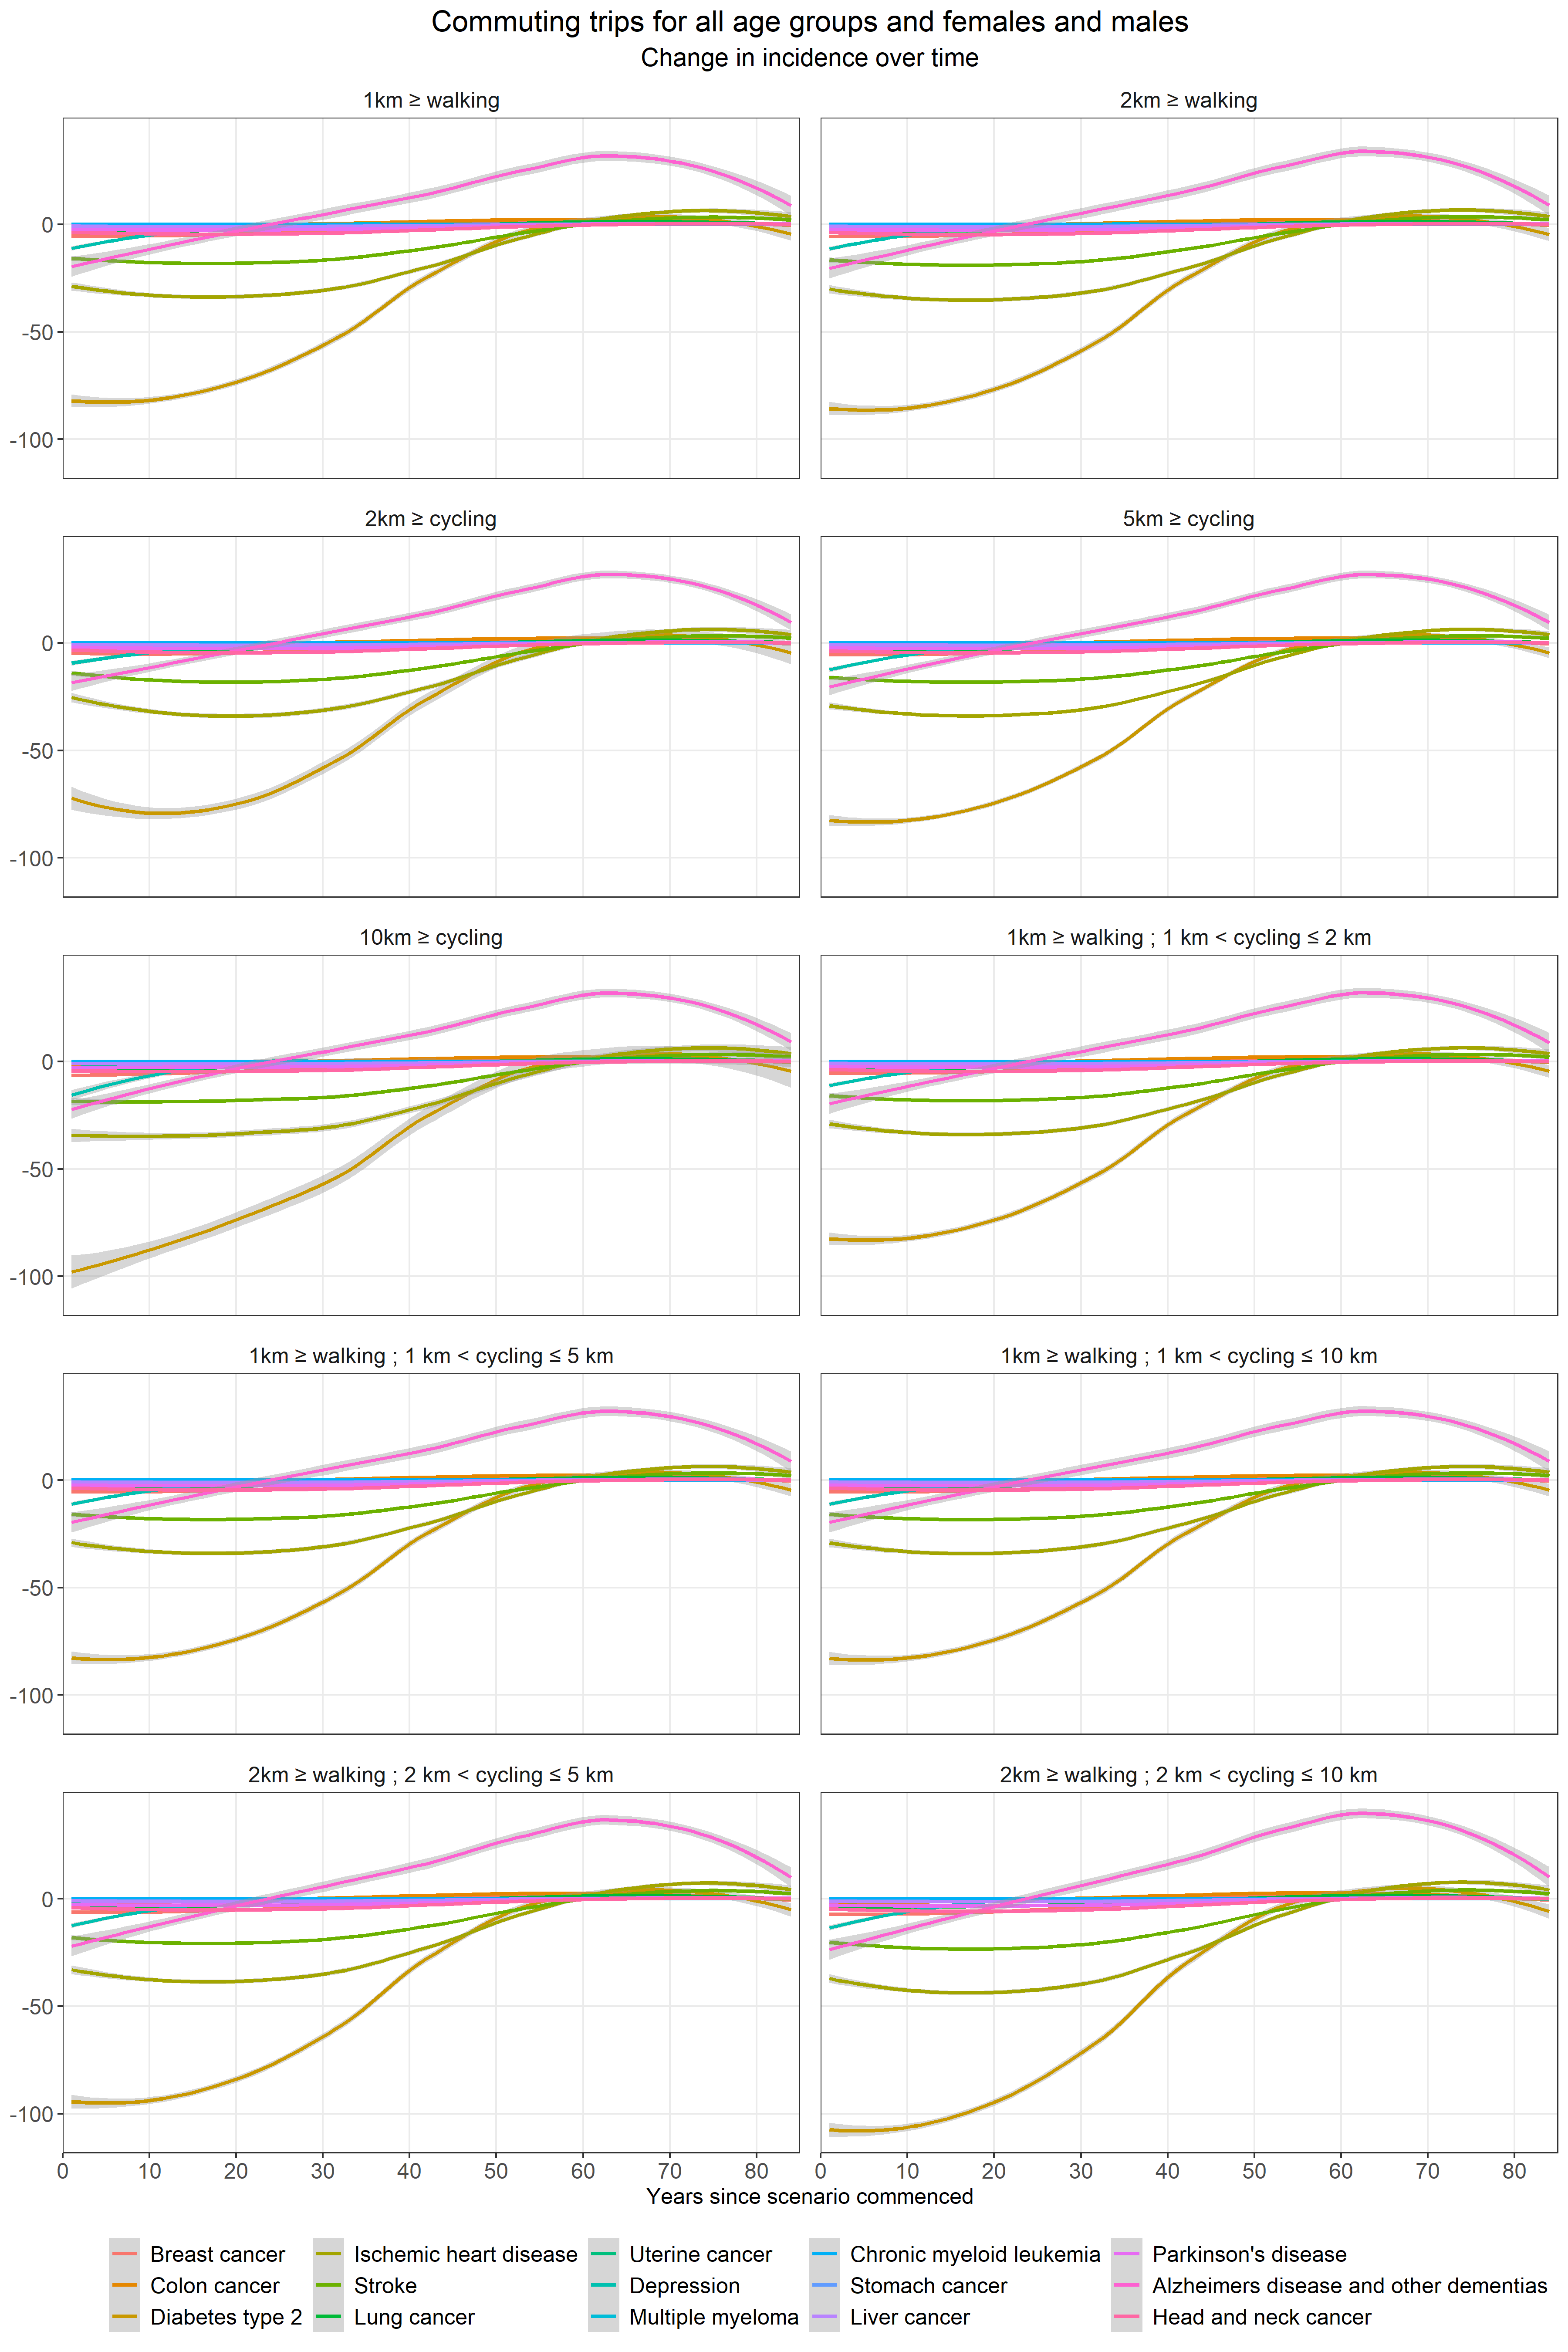 Commuting trips for all age groups and females and males
Change in incidence over time
1km ≥ walking
2km ≥ walking
0
-50
-100
2km ≥ cycling
5km ≥ cycling
0
-50
-100
10km ≥ cycling
1km ≥ walking ; 1 km < cycling ≤ 2 km
0
-50
-100
1km ≥ walking ; 1 km < cycling ≤ 5 km
1km ≥ walking ; 1 km < cycling ≤ 10 km
0
-50
-100
2km ≥ walking ; 2 km < cycling ≤ 5 km
2km ≥ walking ; 2 km < cycling ≤ 10 km
0
-50
-100
0 10 20 30 40 50 60 70 80
0 10 20 30 40 50 60 70 80
Years since scenario commenced
Breast cancer
Colon cancer
Diabetes type 2
Ischemic heart disease
Stroke
Lung cancer
Uterine cancer
Depression
Multiple myeloma
Chronic myeloid leukemia
Stomach cancer
Liver cancer
Parkinson's disease
Alzheimers disease and other dementias
Head and neck cancer